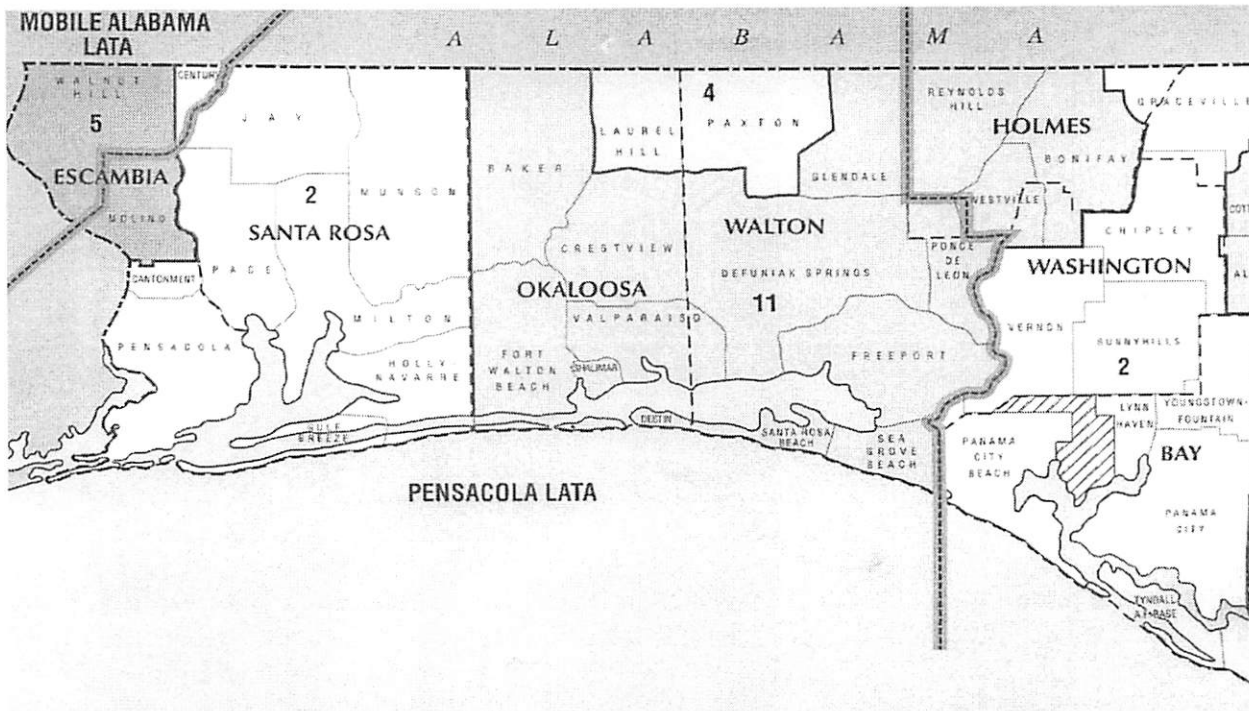 MOBILE ALABAMA
LATA
A L A B A M A
WALNUT
HILL
CENTURY
5
JAY
4
LAUREL
HILL
PAXTON
REYNOLDS
HILL
GRACEVILLE
HOLMES
BONIFAY
ESCAMBIA
2
MUNSON
BAKER
GLENDALE
WESTVILLE
MOLINO
SANTA ROSA
CRESTVIEW
WALTON
CHIPLEY
COTT
CANTONMENT
PACE
DEFUNIAK SPRINGS
PONCE
DE
LEON
WASHINGTON
AL
OKALOOSA
11
MILTON
VALPARAISO
VERNON
SUNNYHILLS
2
PENSACOLA
HOLLY-
NAVARRE
FORT
WALTON
BEACH
SHALIMAR
FREEPORT
LYNN
HAVEN
YOUNGSTOWN-
FOUNTAIN
GULF
BREEZE
DESTIN
SANTA ROSA
BEACH
SEA
GROVE
BEACH
PANAMA
CITY
BEACH
BAY
PENSACOLA LATA
PANAMA
CITY
TYNDALL
A.F. BASE